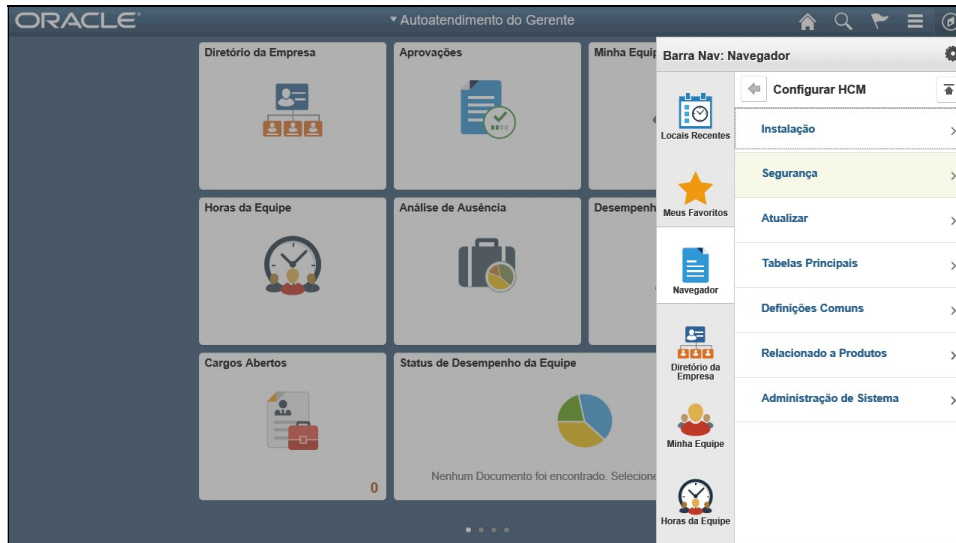 ORACLE
Autoatendimento do Gerente
Diretório da Empresa
Aprovações
Minha Equip
Horas da Equipe
Análise de Ausência
Desempenh
Cargos Abertos
0
Status de Desempenho da Equipe
Nenhum Documento foi encontrado. Selecione
Barra Nav: Navegador
Locais Recentes
Meus Favoritos
Navegador
Diretório da
Empresa
Minha Equipe
Horas da Equipe
Configurar HCM
Instalação
Segurança
Atualizar
Tabelas Principais
Definições Comuns
Relacionado a Produtos
Administração de Sistema